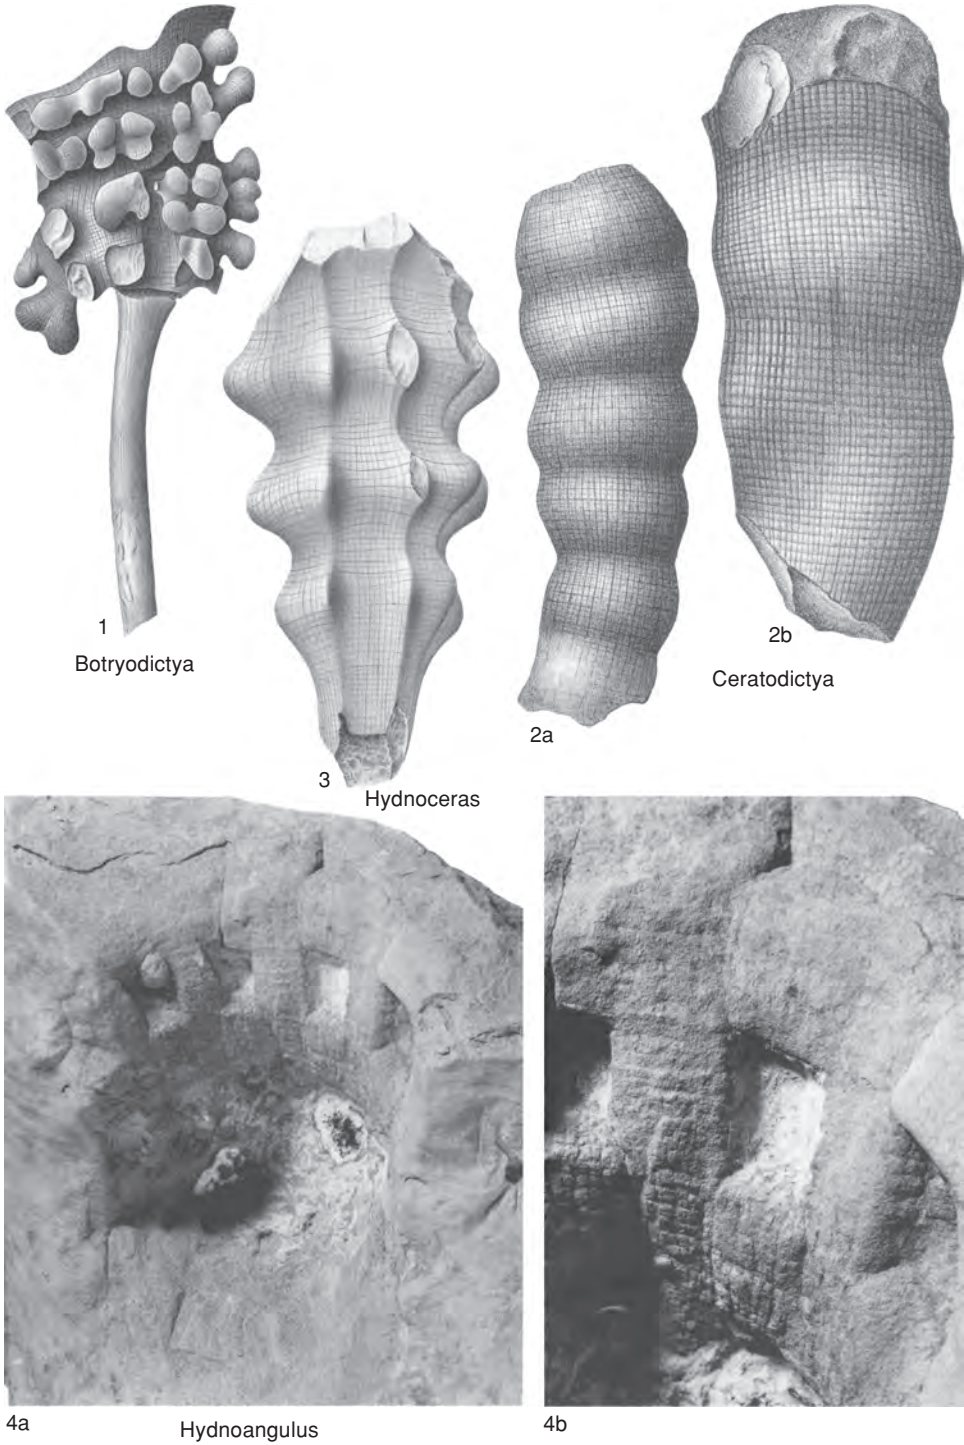 1
Botryodictya
2b
Ceratodictya
2a
3
Hydnoceras
4a
Hydnoangulus
4b